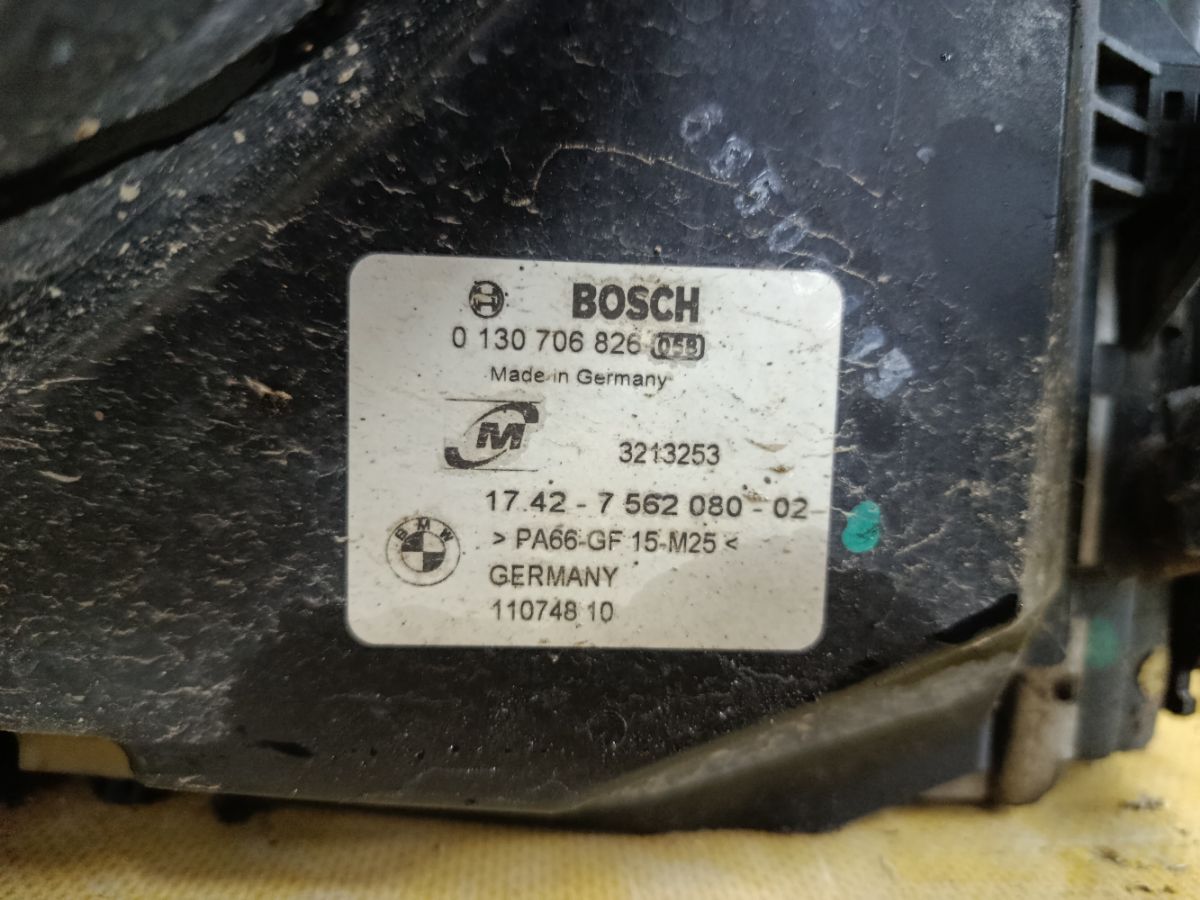 BOSCH
0 130 706 826 058
Made in Germany
M
3213253
17.42 - 7 562 080 - 02
BMW
> PA66-GF 15-M25 <
GERMANY
110748 10